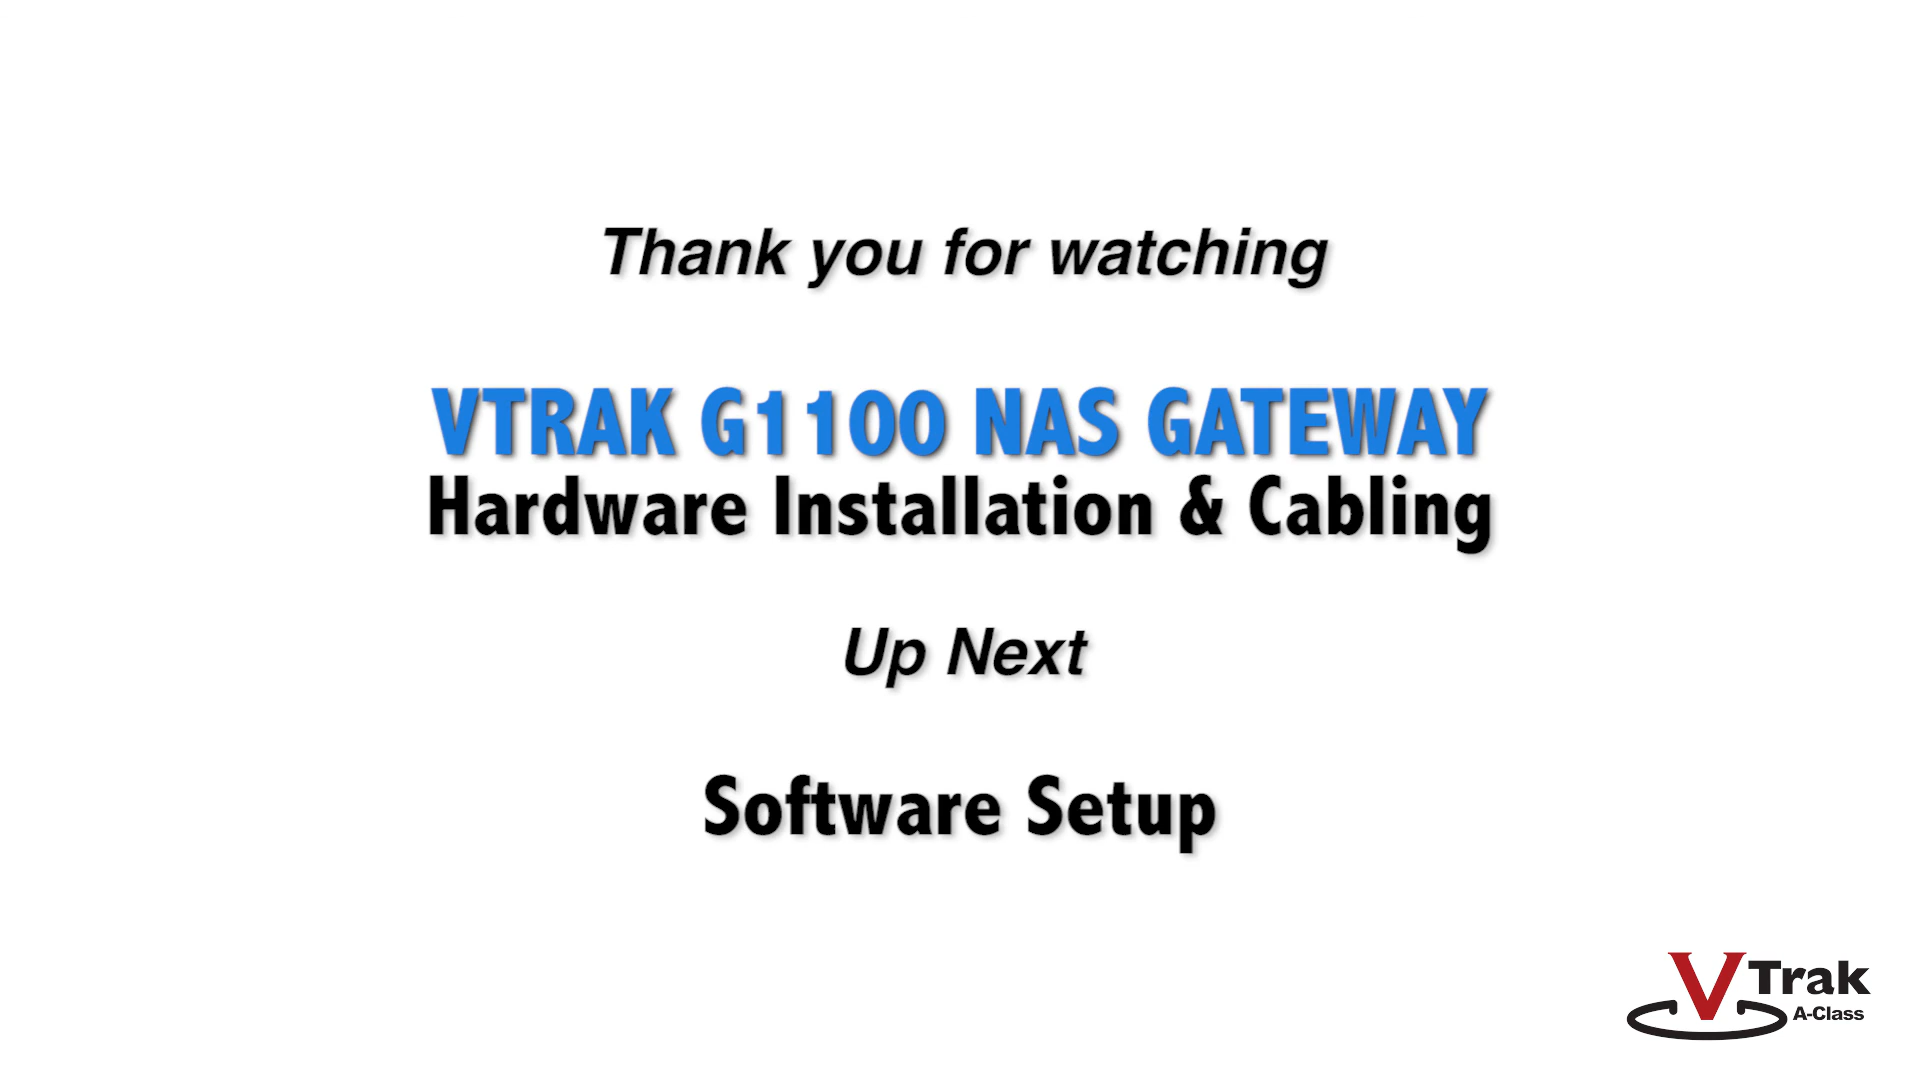 Thank you for watching
VTRAK G1100 NAS GATEWAY
Hardware Installation & Cabling
Up Next
Software Setup
VTrak
A-Class